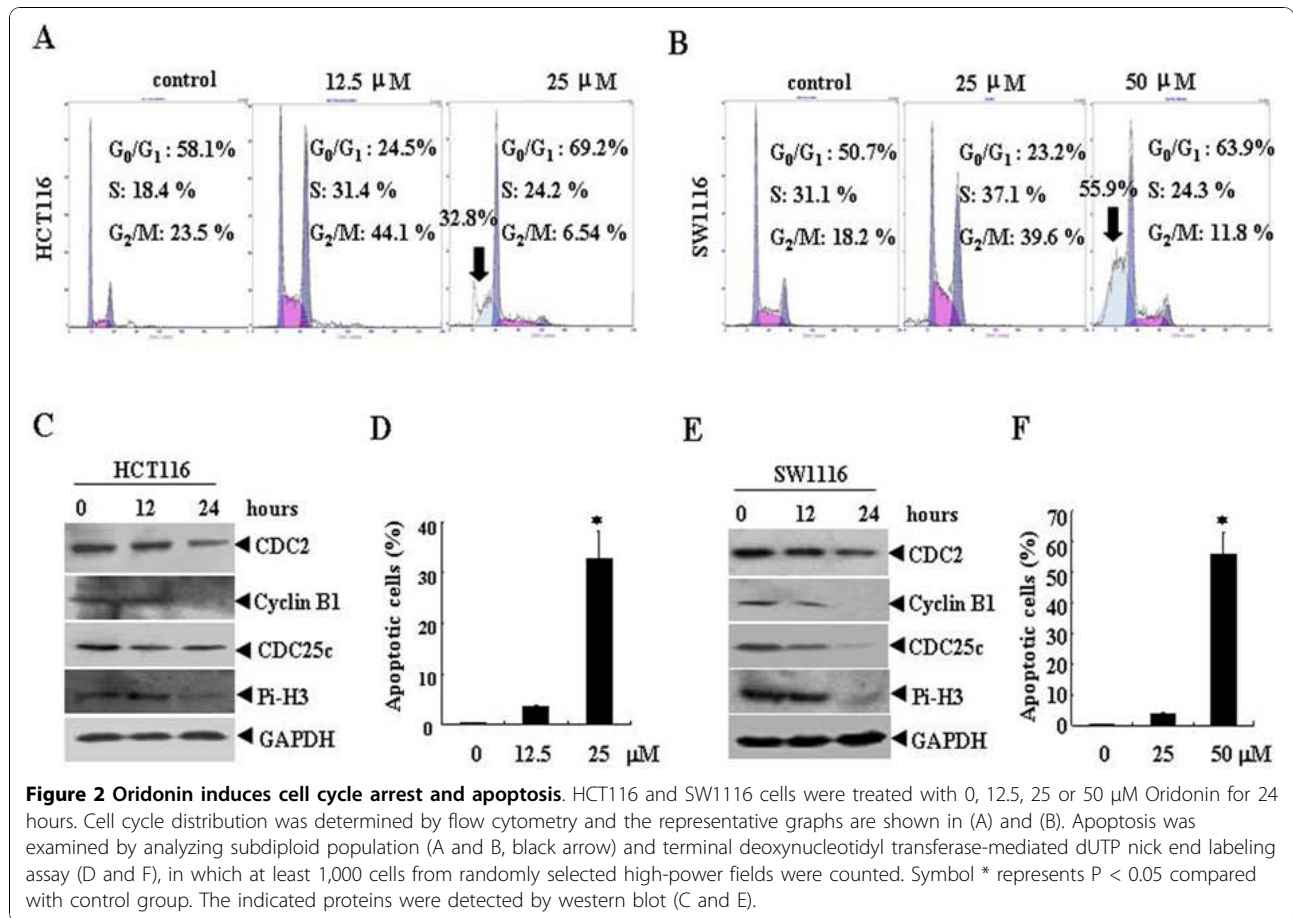 A
B
control
12.5 μM
25 μM
control
25 μM
50 μM
HCT116
G0/G1 : 58.1%
S: 18.4 %
G2/M: 23.5 %
G0/G1 : 24.5%
S: 31.4 %
G2/M: 44.1 %
32.8%
G0/G1 : 69.2%
S: 24.2 %
G2/M: 6.54 %
SW1116
G0/G1 : 50.7%
S: 31.1 %
G2/M: 18.2 %
G0/G1 : 23.2%
S: 37.1 %
G2/M: 39.6 %
55.9%
G0/G1 : 63.9%
S: 24.3 %
G2/M: 11.8 %
C
HCT116
0 12 24 hours
CDC2
Cyclin B1
CDC25c
Pi-H3
GAPDH
D
Apoptotic cells (%)
40
30
20
10
0
0 12.5 25 μM
*
E
SW1116
0 12 24 hours
CDC2
Cyclin B1
CDC25c
Pi-H3
GAPDH
F
Apoptotic cells (%)
70
60
50
40
30
20
10
0
0 25 50 μM
*
Figure 2 Oridonin induces cell cycle arrest and apoptosis. HCT116 and SW1116 cells were treated with 0, 12.5, 25 or 50 μM Oridonin for 24
hours. Cell cycle distribution was determined by flow cytometry and the representative graphs are shown in (A) and (B). Apoptosis was
examined by analyzing subdiploid population (A and B, black arrow) and terminal deoxynucleotidyl transferase-mediated dUTP nick end labeling
assay (D and F), in which at least 1,000 cells from randomly selected high-power fields were counted. Symbol * represents P < 0.05 compared
with control group. The indicated proteins were detected by western blot (C and E).